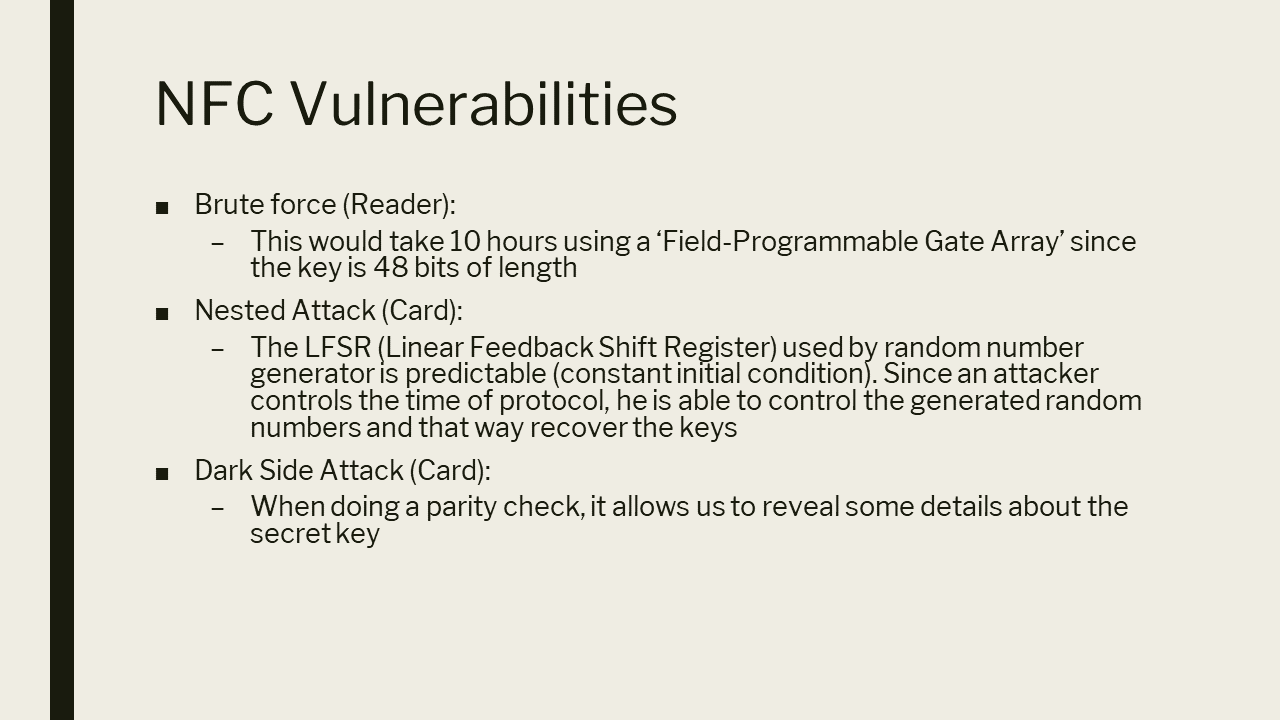 NFC Vulnerabilities
■ Brute force (Reader):
– This would take 10 hours using a ‘Field-Programmable Gate Array’ since
the key is 48 bits of length
■ Nested Attack (Card):
– The LFSR (Linear Feedback Shift Register) used by random number
generator is predictable (constant initial condition). Since an attacker
controls the time of protocol, he is able to control the generated random
numbers and that way recover the keys
■ Dark Side Attack (Card):
– When doing a parity check, it allows us to reveal some details about the
secret key